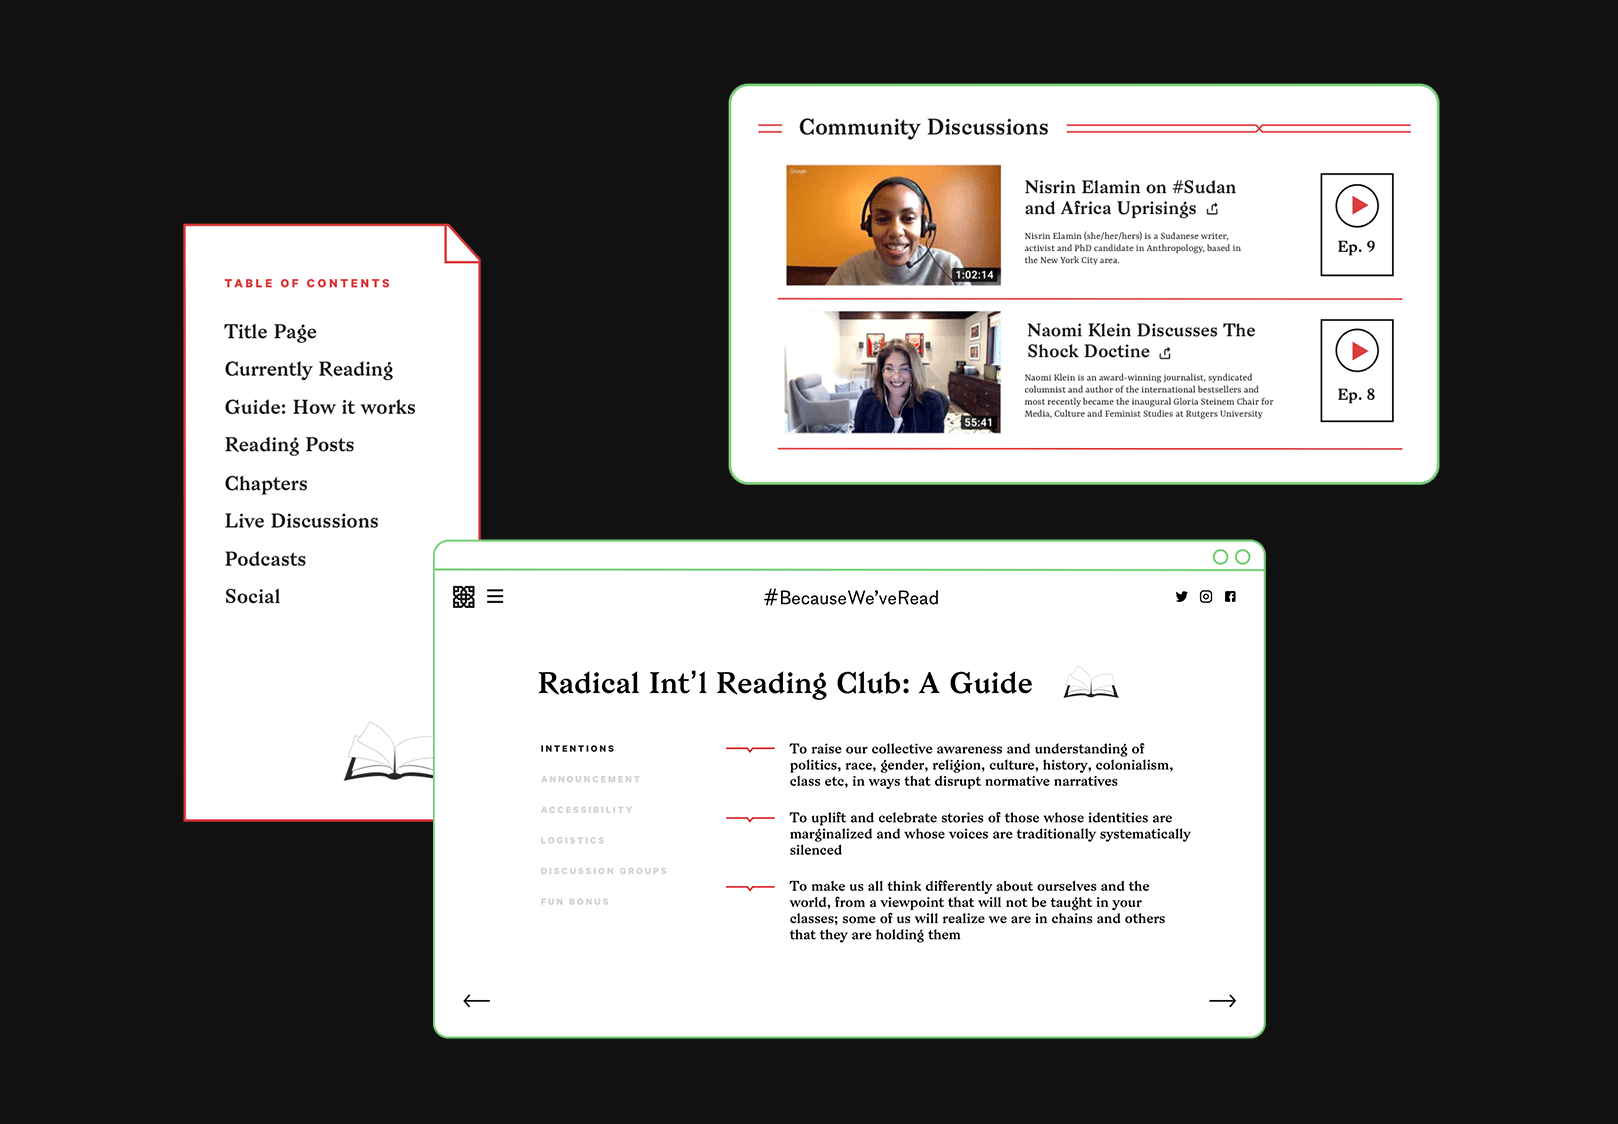 TABLE OF CONTENTS
Title Page
Currently Reading
Guide: How it works
Reading Posts
Chapters
Live Discussions
Podcasts
Social
Community Discussions
Google
1:02:14
Nisrin Elamin on #Sudan
and Africa Uprisings
Nisrin Elamin (she/her/hers) is a Sudanese writer,
activist and PhD candidate in Anthropology, based in
the New York City area.
Ep. 9
55:41
Naomi Klein Discusses The
Shock Doctine
Naomi Klein is an award-winning journalist, syndicated
columnist and author of the international bestsellers and
most recently became the inaugural Gloria Steinem Chair for
Media, Culture and Feminist Studies at Rutgers University
Ep. 8
#BecauseWe’veRead
Radical Int’l Reading Club: A Guide
INTENTIONS
ANNOUNCEMENT
ACCESSIBILITY
LOGISTICS
DISCUSSION GROUPS
FUN BONUS
To raise our collective awareness and understanding of
politics, race, gender, religion, culture, history, colonialism,
class etc, in ways that disrupt normative narratives
To uplift and celebrate stories of those whose identities are
marginalized and whose voices are traditionally systematically
silenced
To make us all think differently about ourselves and the
world, from a viewpoint that will not be taught in your
classes; some of us will realize we are in chains and others
that they are holding them